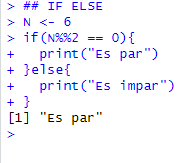 > ## IF ELSE
> N <- 6
> if(N%%2 == 0){
+   print("Es par")
+ }else{
+   print("Es impar")
+ }
[1] "Es par"
>